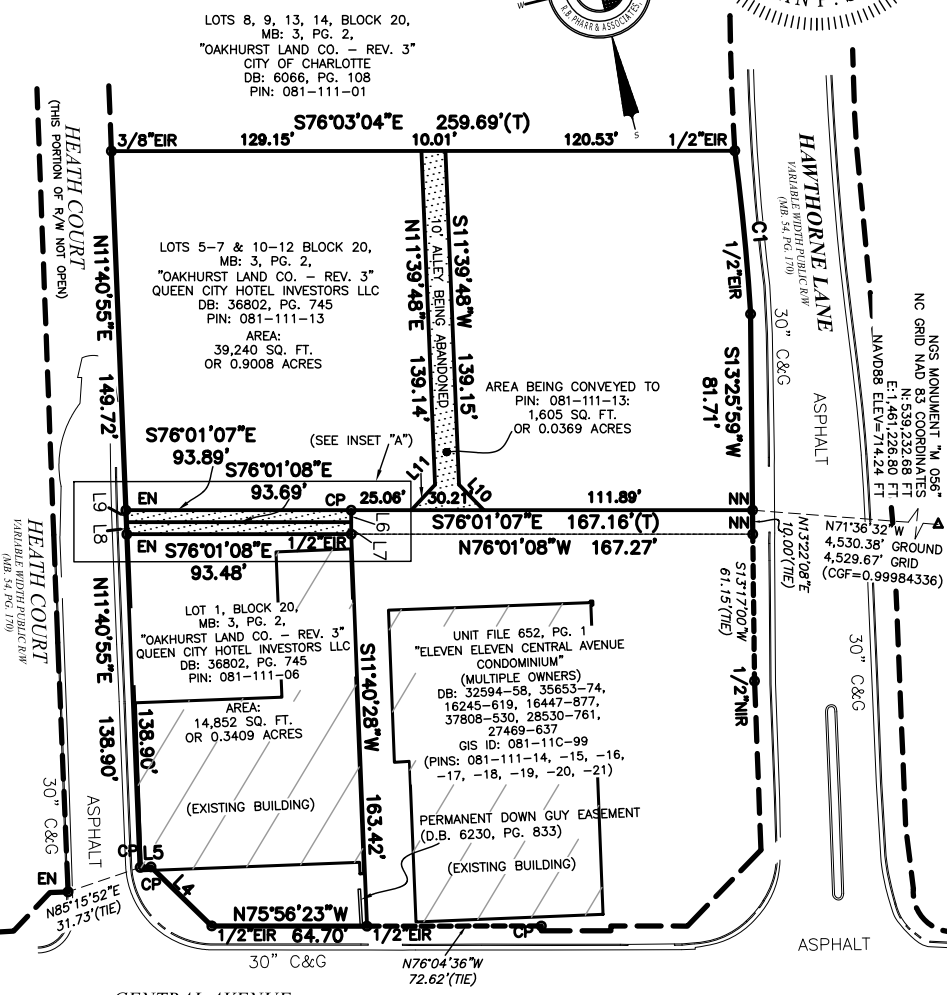 LOTS 8, 9, 13, 14, BLOCK 20,
MB: 3, PG. 2,
"OAKHURST LAND CO. – REV. 3"
CITY OF CHARLOTTE
DB: 6066, PG. 108
PIN: 081-111-01
W
R.B. PHARR & ASSOCIATES,
S
S76°03'04"E 259.69'(T)
3/8"EIR
129.15'
10.01'
120.53'
1/2"EIR
HEATH COURT
(THIS PORTION OF R/W NOT OPEN)
N11°40'55"E
149.72'
LOTS 5-7 & 10-12 BLOCK 20,
MB: 3, PG. 2,
"OAKHURST LAND CO. – REV. 3"
QUEEN CITY HOTEL INVESTORS LLC
DB: 36802, PG. 745
PIN: 081-111-13
AREA:
39,240 SQ. FT.
OR 0.9008 ACRES
N11°39'48"E
139.14'
10' ALLEY BEING ABANDONED
S11°39'48"W
139.15'
AREA BEING CONVEYED TO
PIN: 081-111-13:
1,605 SQ. FT.
OR 0.0369 ACRES
C1
1/2"EIR
S13°25'59"W
81.71'
HAWTHORNE LANE
VARIABLE WIDTH PUBLIC R/W
(MB. 54, PG. 170)
30" C&G
ASPHALT
NGS MONUMENT "M 056"
NC GRID NAD 83 COORDINATES
N:539,232.68 FT
E:1,461,226.80 FT
NAVD88 ELEV=714.24 FT
S76°01'07"E
93.89'
(SEE INSET "A")
S76°01'08"E
93.69'
L11
L10
L9
EN
CP
25.06'
30.21'
111.89'
NN
L6
S76°01'07"E 167.16'(T)
NN
L8
EN
1/2"EIR
L7
N76°01'08"W 167.27'
S76°01'08"E
93.48'
N71°36'32"W
4,530.38' GROUND
4,529.67' GRID
(CGF=0.99984336)
N13°22'08"E
10.00'(TIE)
S13°17'00"W
61.15'(TIE)
HEATH COURT
VARIABLE WIDTH PUBLIC R/W
(MB. 54, PG. 170)
N11°40'55"E
138.90'
138.90'
LOT 1, BLOCK 20,
MB: 3, PG. 2,
"OAKHURST LAND CO. – REV. 3"
QUEEN CITY HOTEL INVESTORS LLC
DB: 36802, PG. 745
PIN: 081-111-06
AREA:
14,852 SQ. FT.
OR 0.3409 ACRES
(EXISTING BUILDING)
S11°40'28"W
163.42'
UNIT FILE 652, PG. 1
"ELEVEN ELEVEN CENTRAL AVENUE
CONDOMINIUM"
(MULTIPLE OWNERS)
DB: 32594-58, 35653-74,
16245-619, 16447-877,
37808-530, 28530-761,
27469-637
GIS ID: 081-11C-99
(PINS: 081-111-14, -15, -16,
-17, -18, -19, -20, -21)
1/2"NIR
30" C&G
PERMANENT DOWN GUY EASEMENT
(D.B. 6230, PG. 833)
(EXISTING BUILDING)
30" C&G
ASPHALT
CP
L5
CP
L4
EN
N85°15'52"E
31.73'(TIE)
N75°56'23"W
1/2"EIR
64.70'
1/2"EIR
CP
30" C&G
N76°04'36"W
72.62'(TIE)
ASPHALT
CENTRAL AVENUE